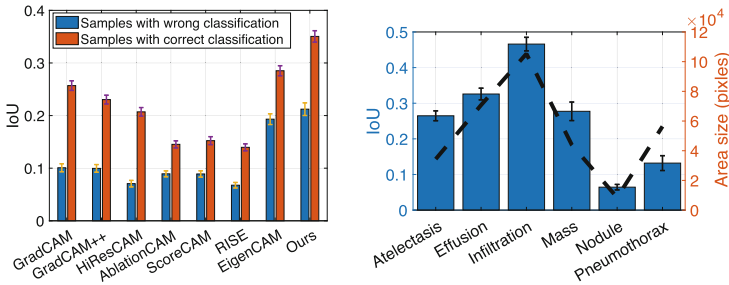 Samples with wrong classification
Samples with correct classification
IoU
0.4
0.3
0.2
0.1
0
GradCAM
GradCAM++
HiResCAM
AblationCAM
ScoreCAM
RISE
EigenCAM
Ours
IoU
0.5
0.4
0.3
0.2
0.1
0
Atelectasis
Effusion
Infiltration
Mass
Nodule
Pneumothorax
×10⁴
12
10
8
6
4
2
0
Area size (pixles)